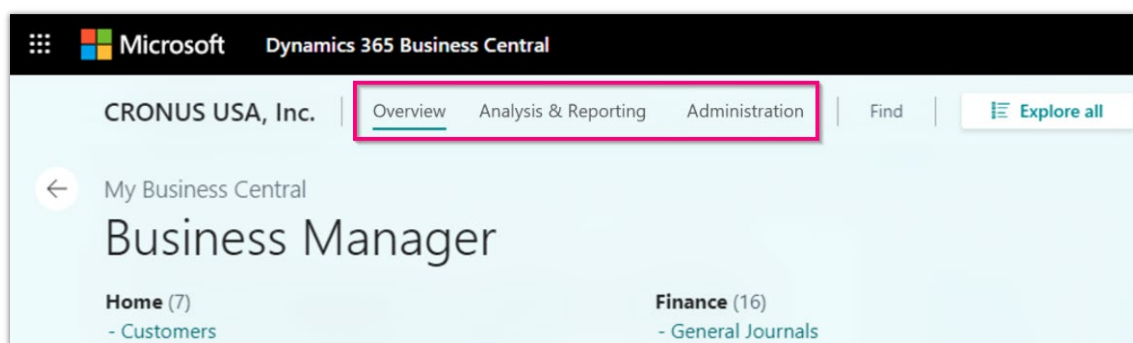 Microsoft Dynamics 365 Business Central
CRONUS USA, Inc. Overview Analysis & Reporting Administration Find Explore all
My Business Central
Business Manager
Home (7) Finance (16)
- Customers - General Journals